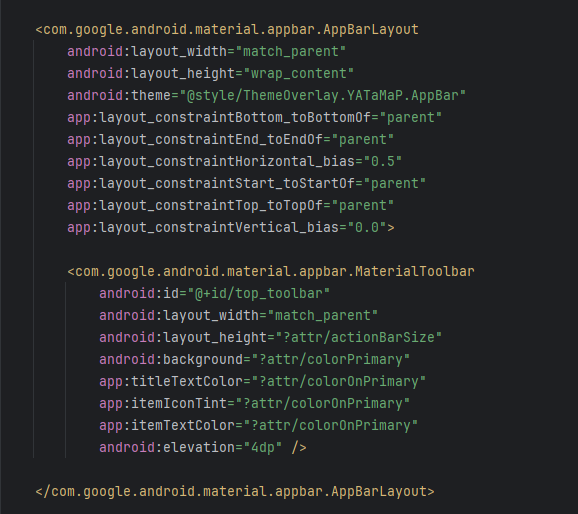 <com.google.android.material.appbar.AppBarLayout
    android:layout_width="match_parent"
    android:layout_height="wrap_content"
    android:theme="@style/ThemeOverlay.YATaMaP.AppBar"
    app:layout_constraintBottom_toBottomOf="parent"
    app:layout_constraintEnd_toEndOf="parent"
    app:layout_constraintHorizontal_bias="0.5"
    app:layout_constraintStart_toStartOf="parent"
    app:layout_constraintTop_toTopOf="parent"
    app:layout_constraintVertical_bias="0.0">

    <com.google.android.material.appbar.MaterialToolbar
        android:id="@+id/top_toolbar"
        android:layout_width="match_parent"
        android:layout_height="?attr/actionBarSize"
        android:background="?attr/colorPrimary"
        app:titleTextColor="?attr/colorOnPrimary"
        app:itemIconTint="?attr/colorOnPrimary"
        app:itemTextColor="?attr/colorOnPrimary"
        android:elevation="4dp" />

</com.google.android.material.appbar.AppBarLayout>